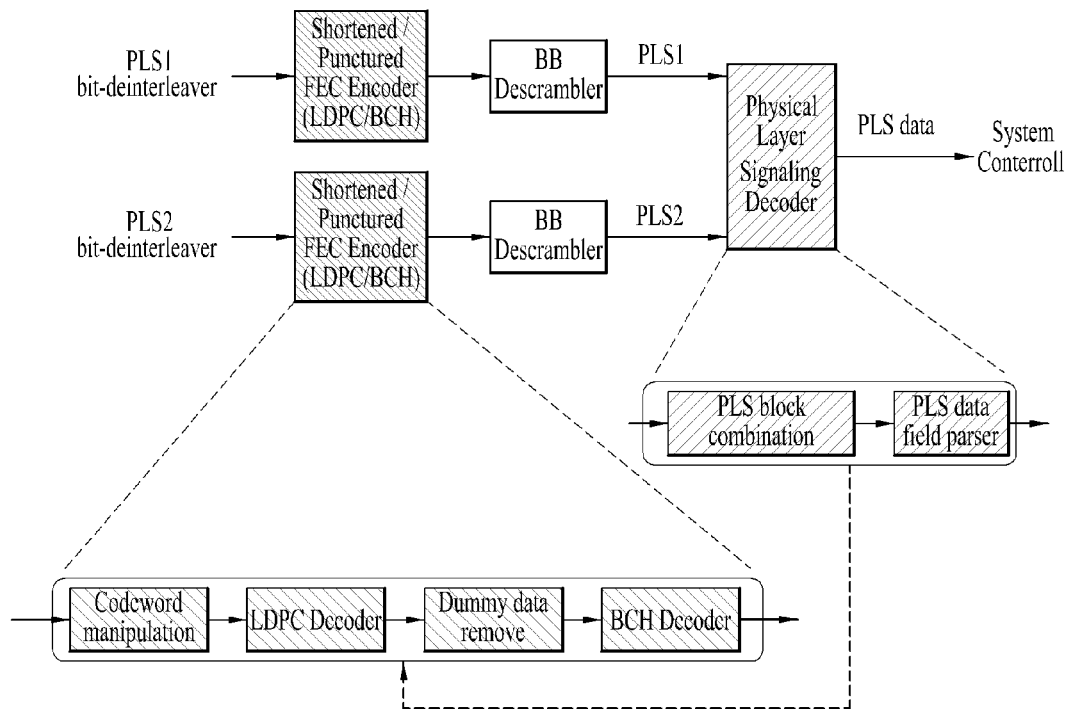 PLS1
bit-deinterleaver
Shortened /
Punctured
FEC Encoder
(LDPC/BCH)
BB
Descrambler
PLS1
Physical
Layer
Signaling
Decoder
PLS data
System
Conterroll
PLS2
bit-deinterleaver
Shortened /
Punctured
FEC Encoder
(LDPC/BCH)
BB
Descrambler
PLS2
PLS block
combination
PLS data
field parser
Codeword
manipulation
LDPC Decoder
Dummy data
remove
BCH Decoder